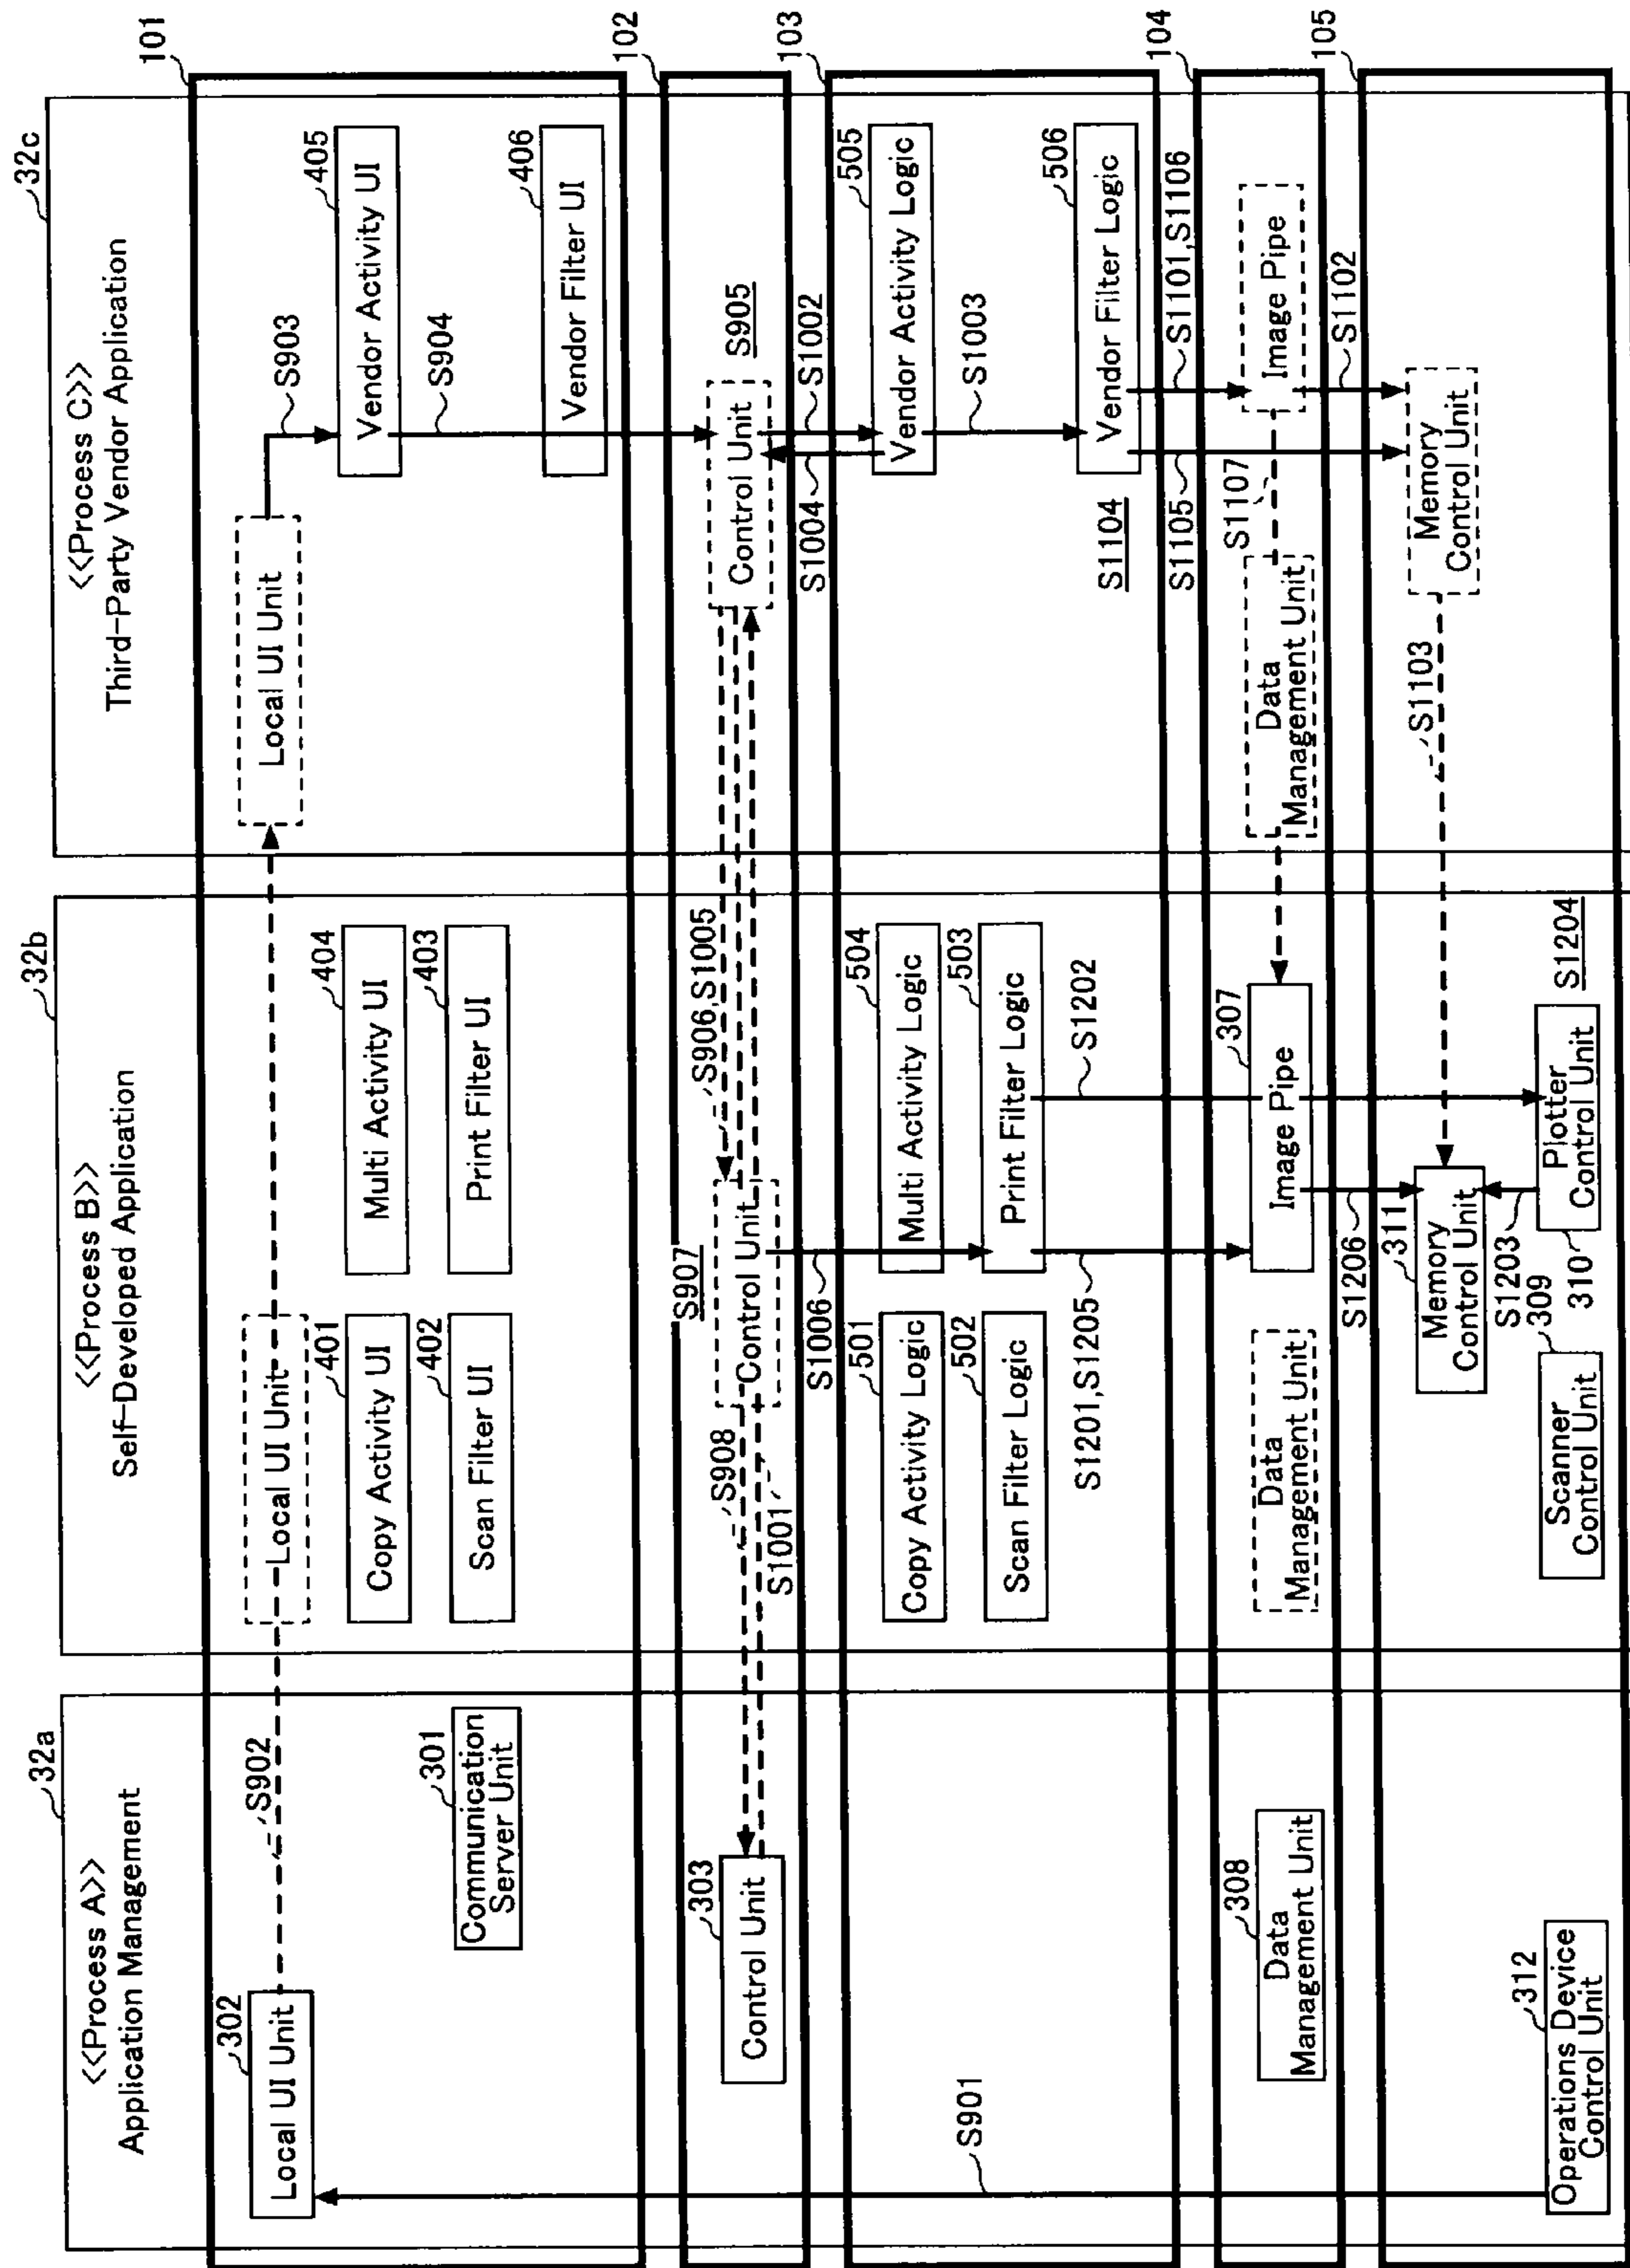 <<Process A>>
Application Management
32a
302
Local UI Unit
S902
301
Communication
Server Unit
303
Control Unit
S901
308
Data
Management Unit
312
Operations Device
Control Unit
<<Process B>>
Self-Developed Application
32b
Local UI Unit
401
Copy Activity UI
404
Multi Activity UI
402
Scan Filter UI
403
Print Filter UI
S908
S1001
S907
Control Unit
S906,S1005
S1006
501
Copy Activity Logic
504
Multi Activity Logic
502
Scan Filter Logic
503
Print Filter Logic
S1201,S1205
S1202
Data
Management Unit
307
Image Pipe
S1206
311
Memory
Control Unit
S1203
309
Scanner
Control Unit
310
Plotter
Control Unit
S1204
<<Process C>>
Third-Party Vendor Application
32c
Local UI Unit
S903
405
Vendor Activity UI
S904
406
Vendor Filter UI
Control Unit
S905
S1004
S1002
505
Vendor Activity Logic
S1003
506
Vendor Filter Logic
S1104
S1105
S1101,S1106
S1107
Data
Management Unit
Image Pipe
S1102
S1103
Memory
Control Unit
101
102
103
104
105